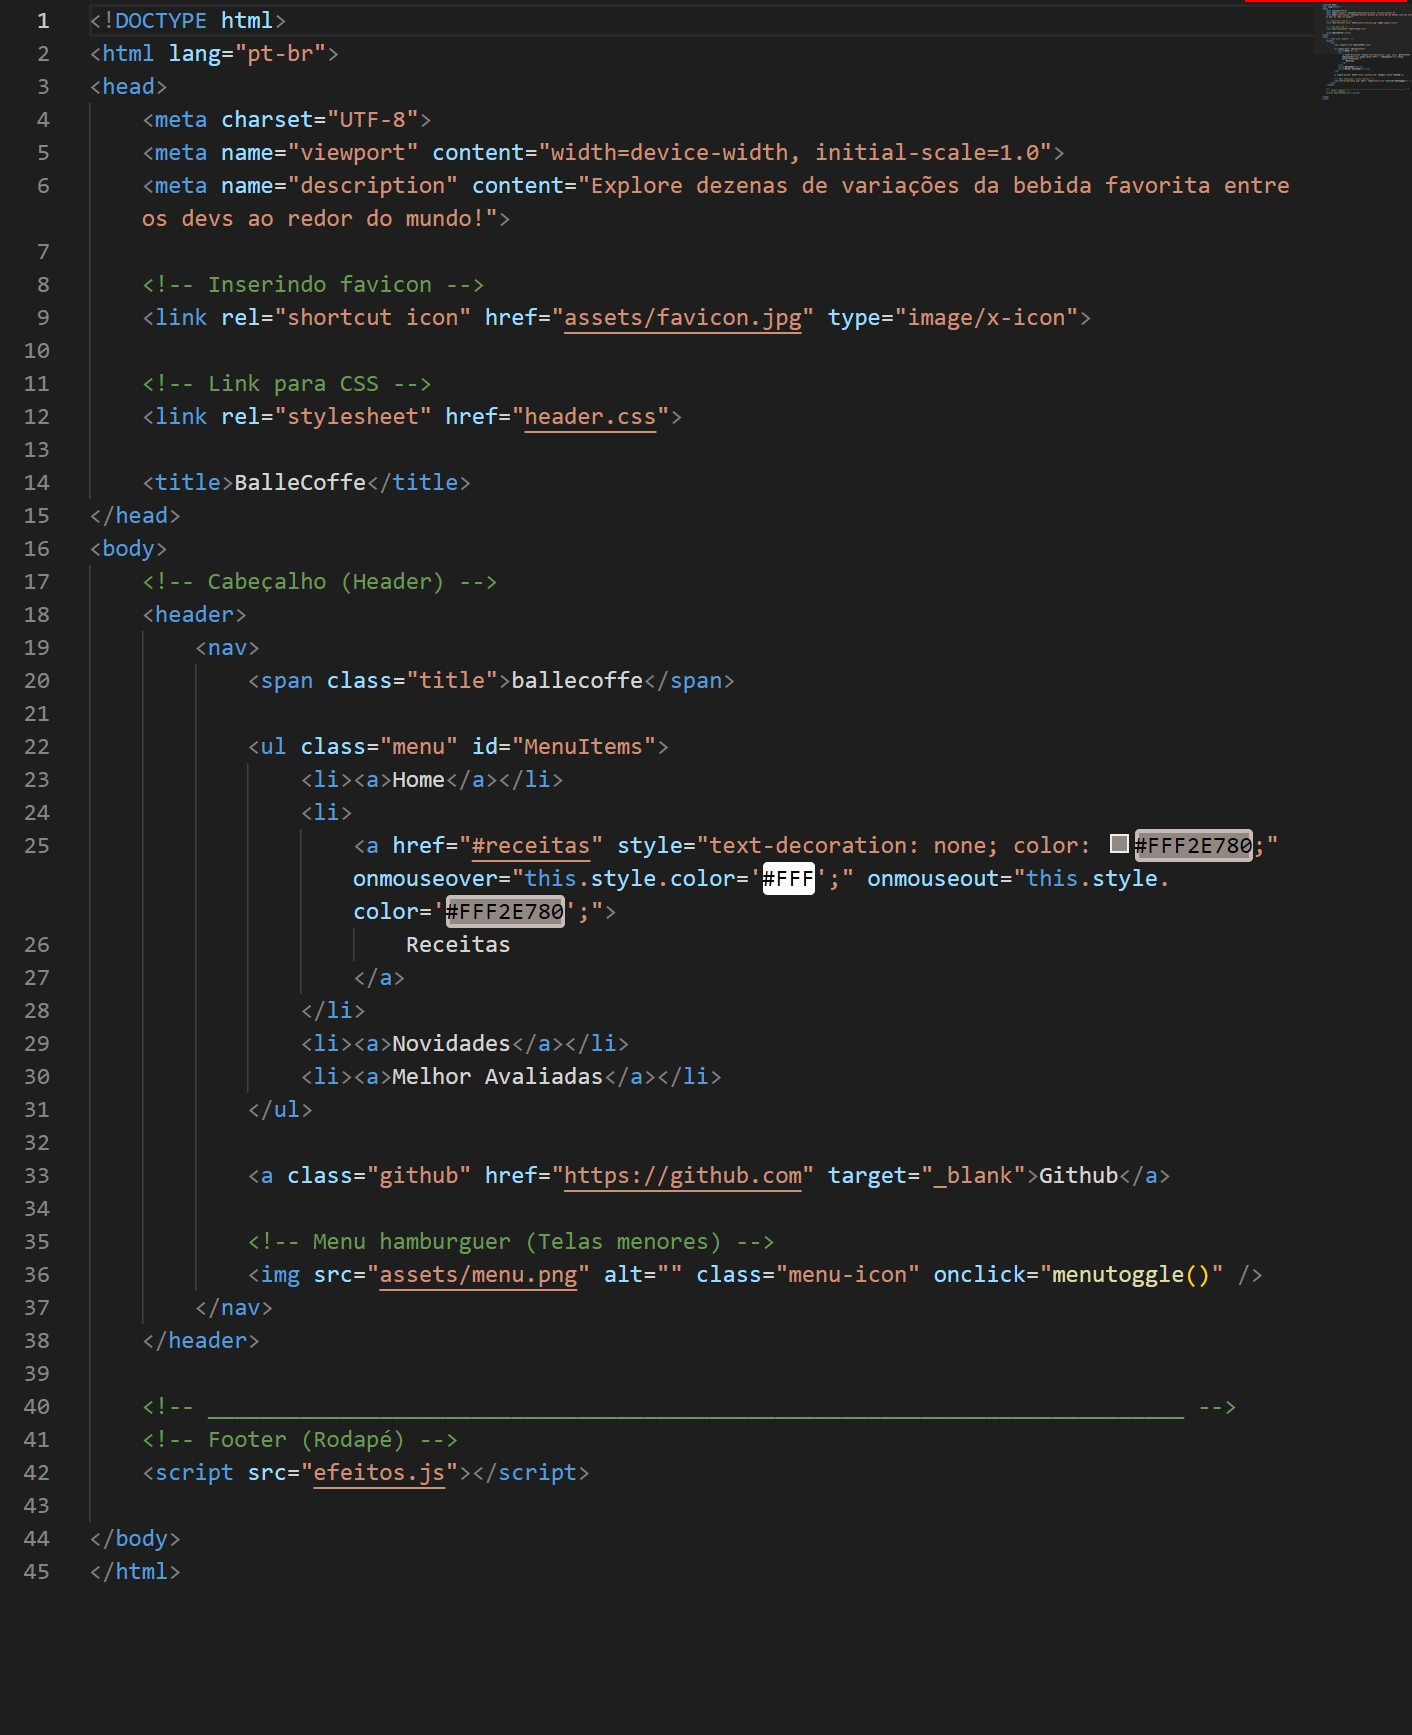 1 <!DOCTYPE html>
2 <html lang="pt-br">
3 <head>
4 <meta charset="UTF-8">
5 <meta name="viewport" content="width=device-width, initial-scale=1.0">
6 <meta name="description" content="Explore dezenas de variações da bebida favorita entre
os devs ao redor do mundo!">
7
8 <!-- Inserindo favicon -->
9 <link rel="shortcut icon" href="assets/favicon.jpg" type="image/x-icon">
10
11 <!-- Link para CSS -->
12 <link rel="stylesheet" href="header.css">
13
14 <title>BalleCoffe</title>
15 </head>
16 <body>
17 <!-- Cabeçalho (Header) -->
18 <header>
19 <nav>
20 <span class="title">ballecoffe</span>
21
22 <ul class="menu" id="MenuItems">
23 <li><a>Home</a></li>
24 <li>
25 <a href="#receitas" style="text-decoration: none; color: #FFF2E780;"
onmouseover="this.style.color='#FFF';" onmouseout="this.style.
color='#FFF2E780';">
26 Receitas
27 </a>
28 </li>
29 <li><a>Novidades</a></li>
30 <li><a>Melhor Avaliadas</a></li>
31 </ul>
32
33 <a class="github" href="https://github.com" target="_blank">Github</a>
34
35 <!-- Menu hamburguer (Telas menores) -->
36 <img src="assets/menu.png" alt="" class="menu-icon" onclick="menutoggle()" />
37 </nav>
38 </header>
39
40 <!-- __________________________________________________________________________ -->
41 <!-- Footer (Rodapé) -->
42 <script src="efeitos.js"></script>
43
44 </body>
45 </html>